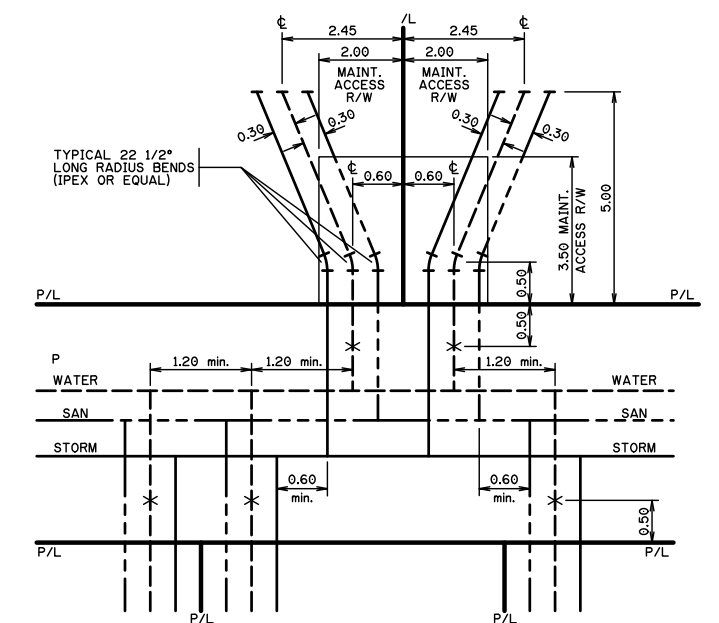 ℄ /L ℄
2.45 2.45
2.00 2.00
MAINT. MAINT.
ACCESS ACCESS
R/W R/W
0.30 0.30 0.30 0.30
TYPICAL 22 1/2°
LONG RADIUS BENDS
(IPEX OR EQUAL)
℄ ℄
0.60 0.60
3.50 MAINT.
ACCESS R/W
5.00
0.50
P/L P/L
0.50
P
1.20 min. 1.20 min. 1.20 min.
WATER WATER
SAN SAN
STORM STORM
0.60 0.60
min. min.
0.50
P/L P/L
P/L P/L